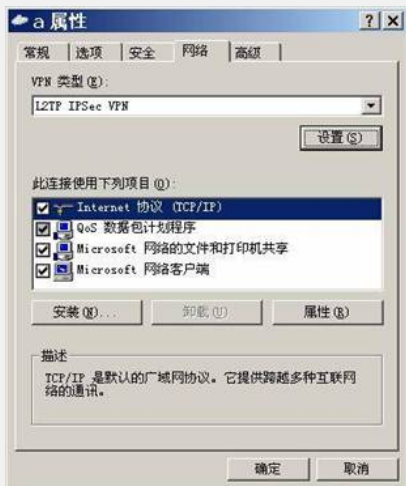 a 属性
常规 选项 安全 网络 高级
VPN 类型(E):
L2TP IPSec VPN
设置(S)
此连接使用下列项目(O):
Internet 协议 (TCP/IP)
QoS 数据包计划程序
Microsoft 网络的文件和打印机共享
Microsoft 网络客户端
安装(N)... 卸载(U) 属性(R)
描述
TCP/IP 是默认的广域网协议。它提供跨越多种互联网
络的通讯。
确定 取消